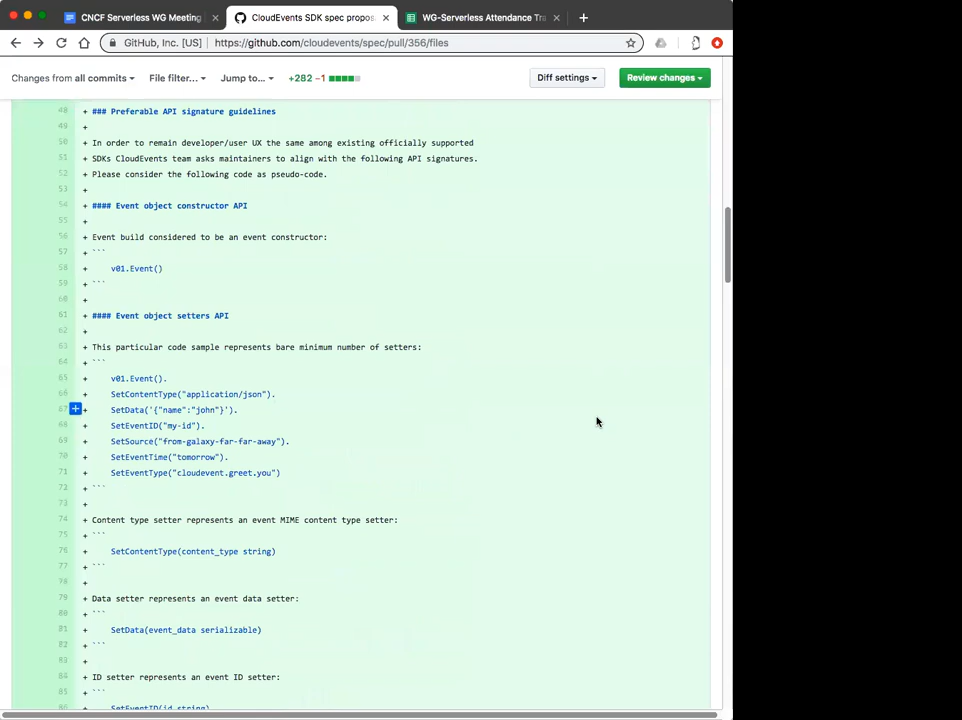 CNCF Serverless WG Meeting
CloudEvents SDK spec propos
WG-Serverless Attendance Tra
GitHub, Inc. [US]
https://github.com/cloudevents/spec/pull/356/files
Changes from all commits
File filter...
Jump to...
+282 −1
Diff settings
Review changes
48 + ### Preferable API signature guidelines
49 +
50 + In order to remain developer/user UX the same among existing officially supported
51 + SDKs CloudEvents team asks maintainers to align with the following API signatures.
52 + Please consider the following code as pseudo-code.
53 +
54 + #### Event object constructor API
55 +
56 + Event build considered to be an event constructor:
57 + ```
58 + v01.Event()
59 + ```
60 +
61 + #### Event object setters API
62 +
63 + This particular code sample represents bare minimum number of setters:
64 + ```
65 + v01.Event().
66 + SetContentType("application/json").
67 + SetData('{"name":"john"}').
68 + SetEventID("my-id").
69 + SetSource("from-galaxy-far-far-away").
70 + SetEventTime("tomorrow").
71 + SetEventType("cloudevent.greet.you")
72 + ```
73 +
74 + Content type setter represents an event MIME content type setter:
75 + ```
76 + SetContentType(content_type string)
77 + ```
78 +
79 + Data setter represents an event data setter:
80 + ```
81 + SetData(event_data serializable)
82 + ```
83 +
84 + ID setter represents an event ID setter:
85 + ```
86 + SetEventID(id string)